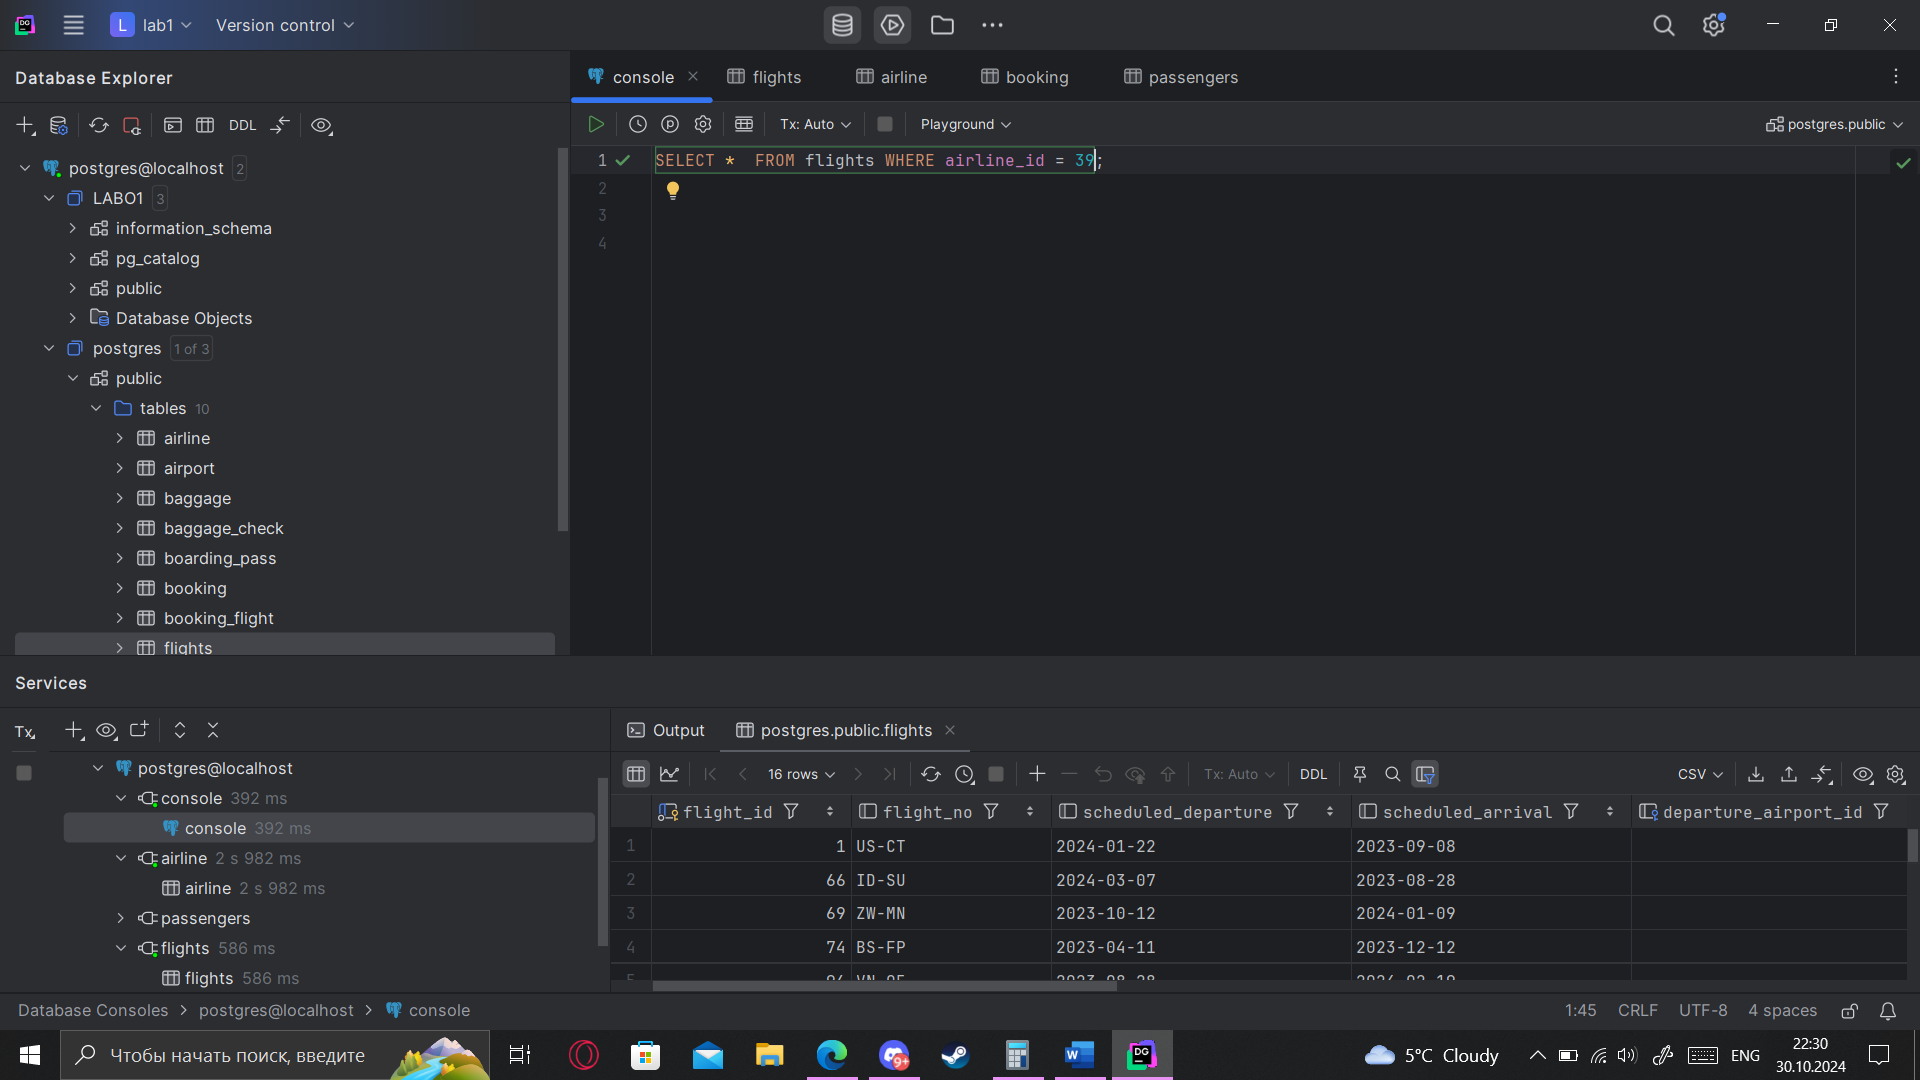 L lab1 Version control
Database Explorer
console flights airline booking passengers
DDL
Tx: Auto Playground postgres.public
postgres@localhost 2
LABO1 3
information_schema
pg_catalog
public
Database Objects
postgres 1 of 3
public
tables 10
airline
airport
baggage
baggage_check
boarding_pass
booking
booking_flight
flights
1 SELECT * FROM flights WHERE airline_id = 39;
2
3
4
Services
Tx
postgres@localhost
console 392 ms
console 392 ms
airline 2 s 982 ms
airline 2 s 982 ms
passengers
flights 586 ms
flights 586 ms
Output postgres.public.flights
16 rows Tx: Auto DDL CSV
flight_id flight_no scheduled_departure scheduled_arrival departure_airport_id
1 1 US-CT 2024-01-22 2023-09-08
2 66 ID-SU 2024-03-07 2023-08-28
3 69 ZW-MN 2023-10-12 2024-01-09
4 74 BS-FP 2023-04-11 2023-12-12
Database Consoles > postgres@localhost > console
1:45 CRLF UTF-8 4 spaces
Чтобы начать поиск, введите
DG
9+
5°C Cloudy
ENG
22:30
30.10.2024